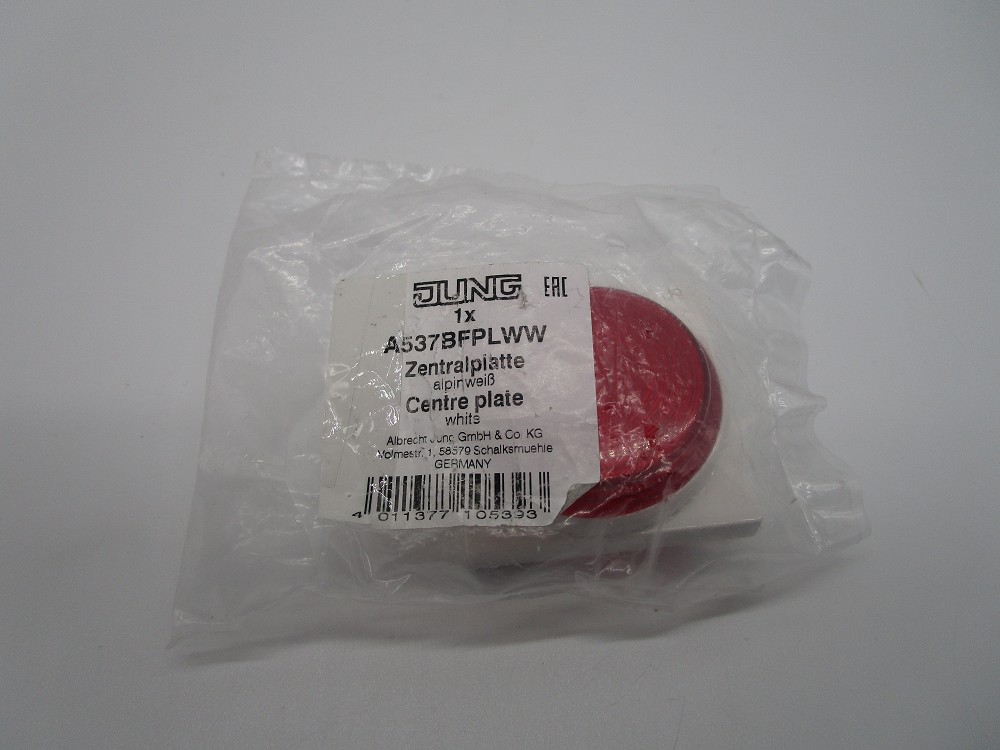 JUNG EAC
1x
A537BFPLWW
Zentralplatte
alpinweiß
Centre plate
white
Albrecht Jung GmbH & Co. KG
Volmestr. 1, 58579 Schalksmuehle
GERMANY
4 011377 105393